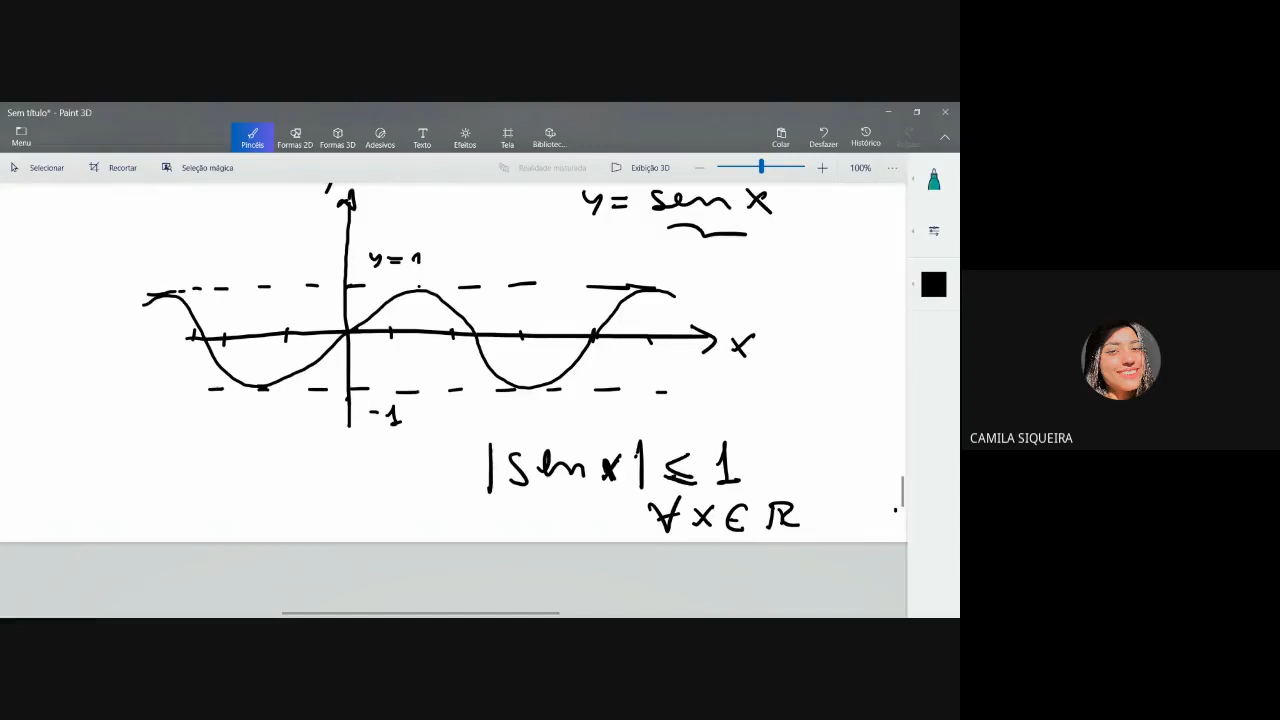 Sem título* - Paint 3D
Menu
Pincéis
Formas 2D
Formas 3D
Adesivos
Texto
Efeitos
Tela
Bibliotec...
Colar
Desfazer
Histórico
Selecionar
Recortar
Seleção mágica
Realidade misturada
Exibição 3D
100%
y = sen x
y = 1
x
-1
|sen x| ≤ 1
∀ x ∈ ℝ
CAMILA SIQUEIRA